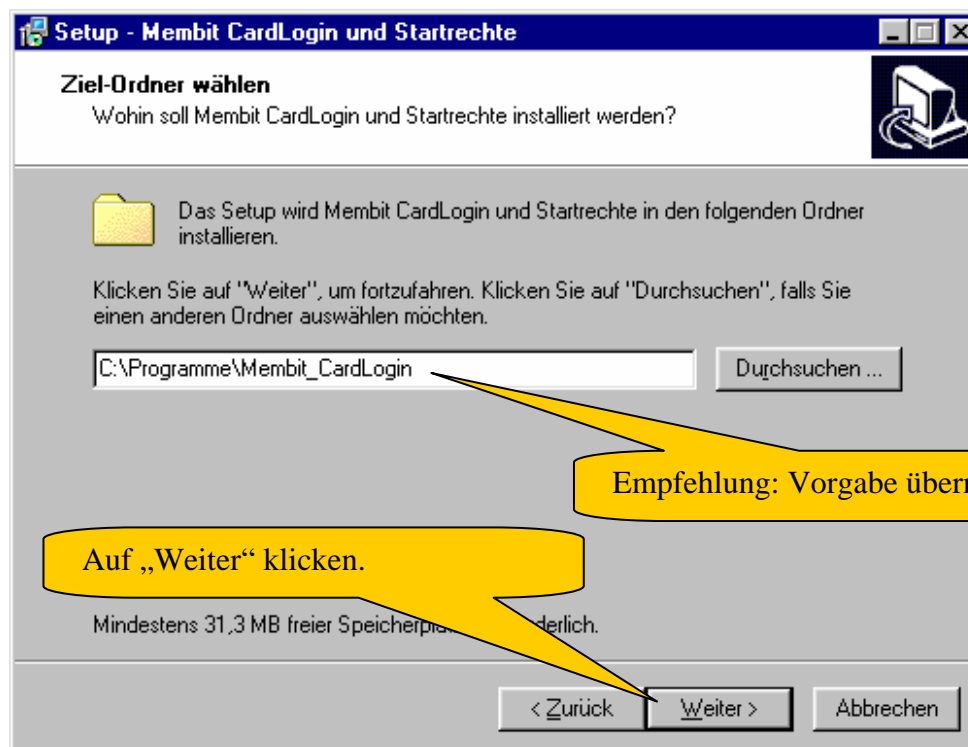 Setup - Membit CardLogin und Startrechte
Ziel-Ordner wählen
Wohin soll Membit CardLogin und Startrechte installiert werden?
Das Setup wird Membit CardLogin und Startrechte in den folgenden Ordner
installieren.
Klicken Sie auf "Weiter", um fortzufahren. Klicken Sie auf "Durchsuchen", falls Sie
einen anderen Ordner auswählen möchten.
C:\Programme\Membit_CardLogin
Durchsuchen ...
Empfehlung: Vorgabe
Auf „Weiter“ klicken.
Mindestens 31,3 MB freier
< Zurück
Weiter >
Abbrechen